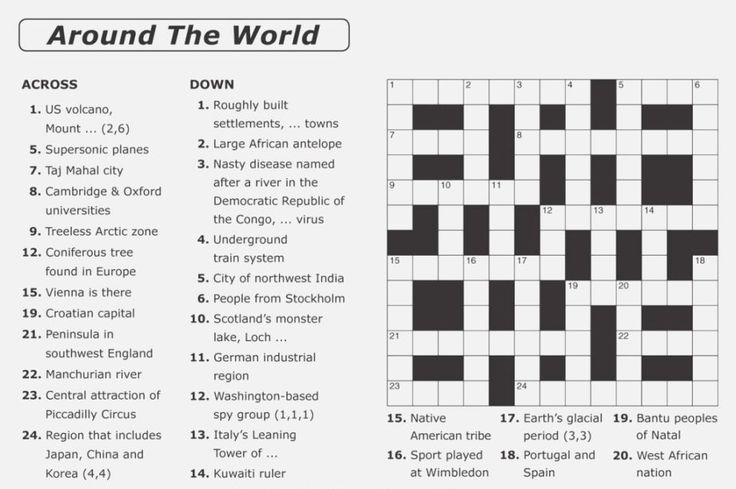 Around The World
ACROSS
1. US volcano,
Mount ... (2,6)
5. Supersonic planes
7. Taj Mahal city
8. Cambridge & Oxford
universities
9. Treeless Arctic zone
12. Coniferous tree
found in Europe
15. Vienna is there
19. Croatian capital
21. Peninsula in
southwest England
22. Manchurian river
23. Central attraction of
Piccadilly Circus
24. Region that includes
Japan, China and
Korea (4,4)
DOWN
1. Roughly built
settlements, ... towns
2. Large African antelope
3. Nasty disease named
after a river in the
Democratic Republic of
the Congo, ... virus
4. Underground
train system
5. City of northwest India
6. People from Stockholm
10. Scotland's monster
lake, Loch ...
11. German industrial
region
12. Washington-based
spy group (1,1,1)
13. Italy's Leaning
Tower of ...
14. Kuwaiti ruler
1 2 3 4 5 6
7 8
9 10 11
12 13 14
15 16 17 18
19 20
21 22
23 24
15. Native
American tribe
16. Sport played
at Wimbledon
17. Earth's glacial
period (3,3)
18. Portugal and
Spain
19. Bantu peoples
of Natal
20. West African
nation